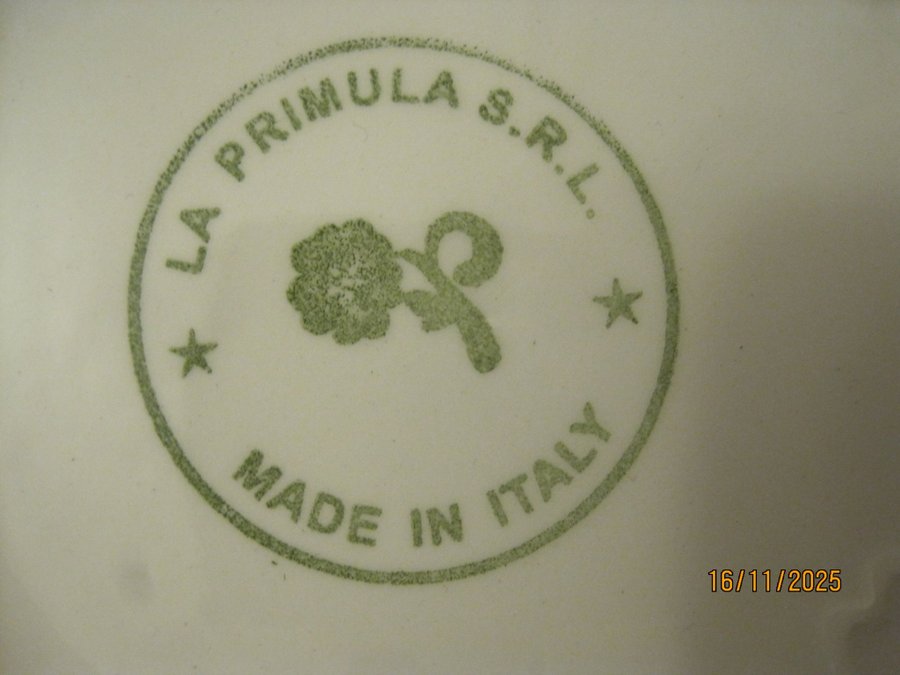 LA PRIMULA S.R.L.
MADE IN ITALY
16/11/2025